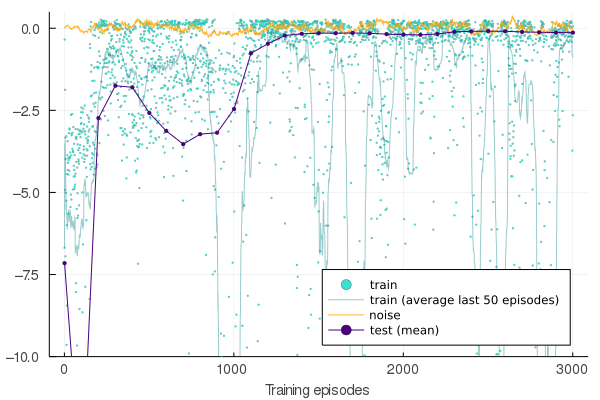 0.0
−2.5
−5.0
−7.5
−10.0
0
1000
2000
3000
Training episodes
train
train (average last 50 episodes)
noise
test (mean)